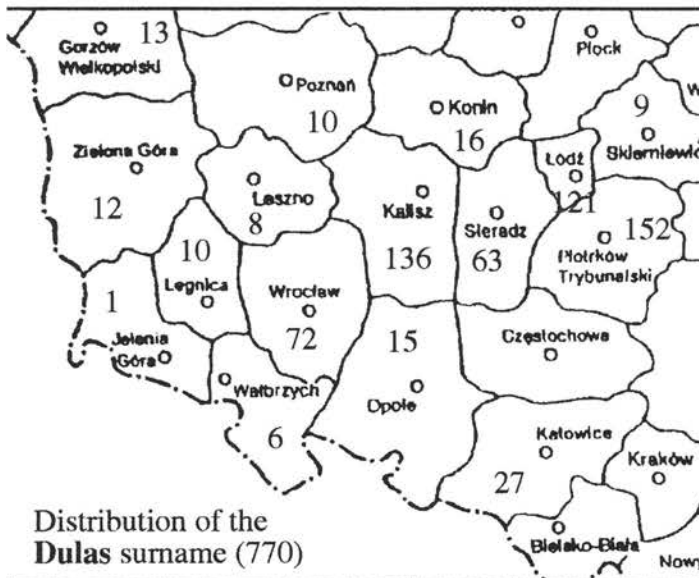 Gorzów
Wielkopolski
13
Poznań
10
Konin
16
Płock
9
Skierniewic
W
Zielona Góra
12
Leszno
8
Kalisz
136
Sieradz
63
Łódź
121
152
Piotrków
Trybunalski
10
Legnica
1
Jelenia
Góra
Wrocław
72
Wałbrzych
6
15
Opole
Częstochowa
Katowice
27
Kraków
Bielsko-Biała
Nowy
Distribution of the
Dulas surname (770)